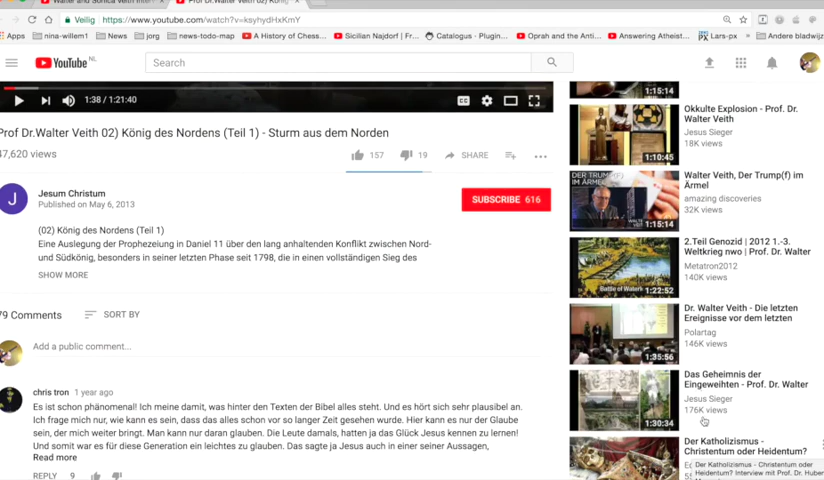 Walter and Sonica Veith Interv
Prof Dr.Walter Veith 02) König
Veilig
https://www.youtube.com/watch?v=ksyhydHxKmY
Apps
nina-willem1
News
jorg
news-todo-map
A History of Chess…
Sicilian Najdorf | Fr…
Catalogus - Plugin…
Oprah and the Anti…
Answering Atheist…
Lars-px
»
Andere bladwijz
YouTube NL
Search
1:38 / 1:21:40
Prof Dr.Walter Veith 02) König des Nordens (Teil 1) - Sturm aus dem Norden
47,620 views
157
19
SHARE
J
Jesum Christum
Published on May 6, 2013
SUBSCRIBE 616
(02) König des Nordens (Teil 1)
Eine Auslegung der Prophezeiung in Daniel 11 über den lang anhaltenden Konflikt zwischen Nord-
und Südkönig, besonders in seiner letzten Phase seit 1798, die in einen vollständigen Sieg des
SHOW MORE
79 Comments
SORT BY
Add a public comment...
chris tron 1 year ago
Es ist schon phänomenal! Ich meine damit, was hinter den Texten der Bibel alles steht. Und es hört sich sehr plausibel an.
Ich frage mich nur, wie kann es sein, dass das alles schon vor so langer Zeit gesehen wurde. Hier kann es nur der Glaube
sein, der mich weiter bringt. Man kann nur daran glauben. Die Leute damals, hatten ja das Glück Jesus kennen zu lernen!
Und somit war es für diese Generation ein leichtes zu glauben. Das sagte ja Jesus auch in einer seiner Aussagen,
Read more
REPLY 9
1:15:14
Okkulte Explosion - Prof. Dr.
Walter Veith
Jesus Sieger
18K views
1:10:45
DER TRUMP(F)
IM ÄRMEL
Walter Veith, Der Trump(f) im
Ärmel
amazing discoveries
32K views
1:15:14
2.Teil Genozid | 2012 1.-3.
Weltkrieg nwo | Prof. Dr. Walter
Metatron2012
140K views
Battle of Waterl
1:22:52
Dr. Walter Veith - Die letzten
Ereignisse vor dem letzten
Polartag
146K views
1:35:56
Das Geheimnis der
Eingeweihten - Prof. Dr. Walter
Jesus Sieger
176K views
1:30:34
Der Katholizismus -
Christentum oder Heidentum?
Der Katholizismus - Christentum oder
Heidentum? Interview mit Prof. Dr. Huber